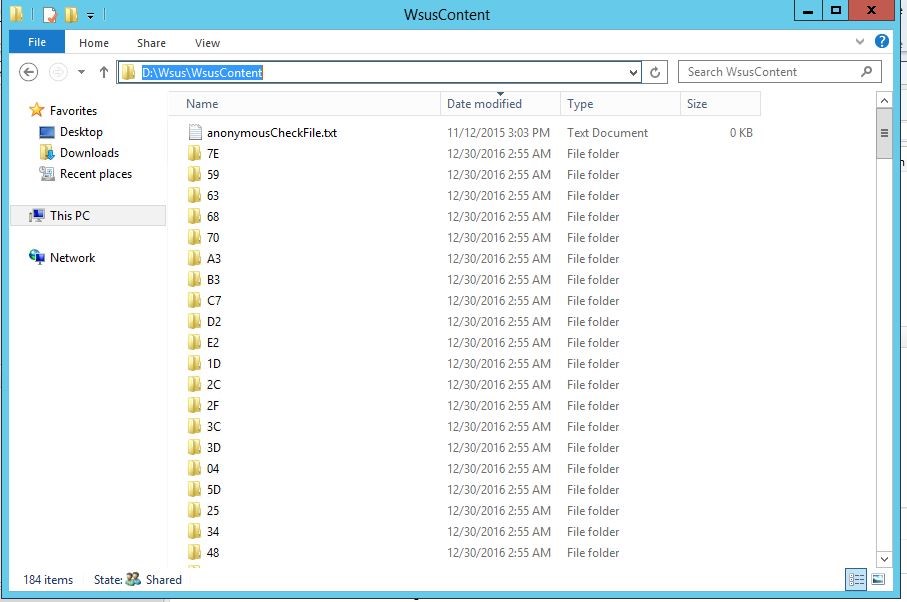 WsusContent
File Home Share View
D:\Wsus\WsusContent Search WsusContent
Favorites
Desktop
Downloads
Recent places
This PC
Network
Name Date modified Type Size
anonymousCheckFile.txt 11/12/2015 3:03 PM Text Document 0 KB
7E 12/30/2016 2:55 AM File folder
59 12/30/2016 2:55 AM File folder
63 12/30/2016 2:55 AM File folder
68 12/30/2016 2:55 AM File folder
70 12/30/2016 2:55 AM File folder
A3 12/30/2016 2:55 AM File folder
B3 12/30/2016 2:55 AM File folder
C7 12/30/2016 2:55 AM File folder
D2 12/30/2016 2:55 AM File folder
E2 12/30/2016 2:55 AM File folder
1D 12/30/2016 2:55 AM File folder
2C 12/30/2016 2:55 AM File folder
2F 12/30/2016 2:55 AM File folder
3C 12/30/2016 2:55 AM File folder
3D 12/30/2016 2:55 AM File folder
04 12/30/2016 2:55 AM File folder
5D 12/30/2016 2:55 AM File folder
25 12/30/2016 2:55 AM File folder
34 12/30/2016 2:55 AM File folder
48 12/30/2016 2:55 AM File folder
184 items State: Shared